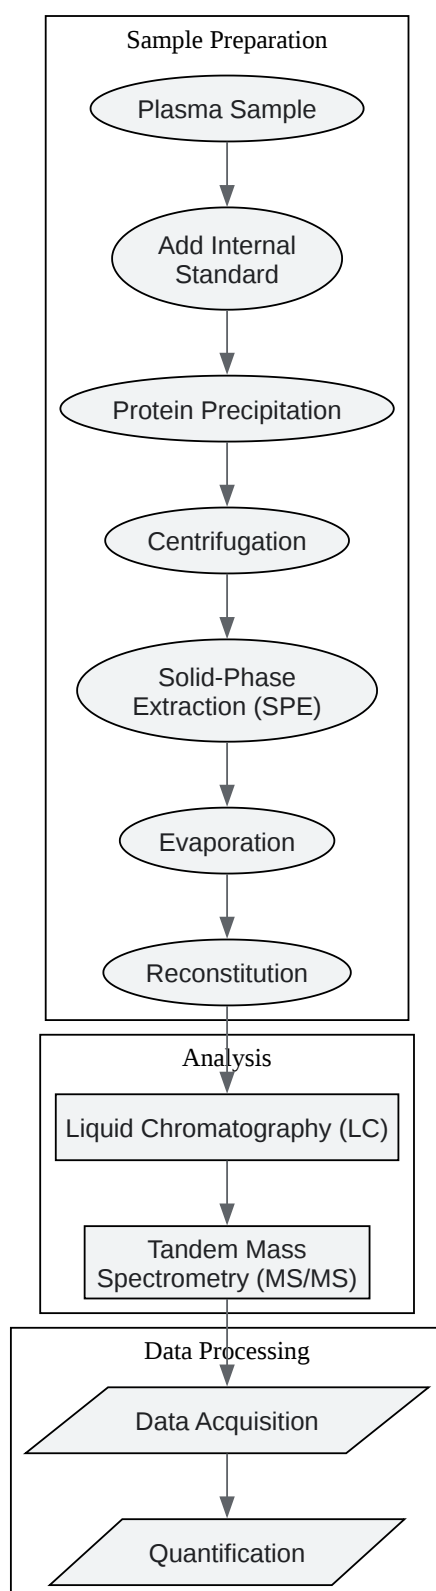 Sample Preparation
Plasma Sample
Add Internal
Standard
Protein Precipitation
Centrifugation
Solid-Phase
Extraction (SPE)
Evaporation
Reconstitution
Analysis
Liquid Chromatography (LC)
Tandem Mass
Spectrometry (MS/MS)
Data Processing
Data Acquisition
Quantification